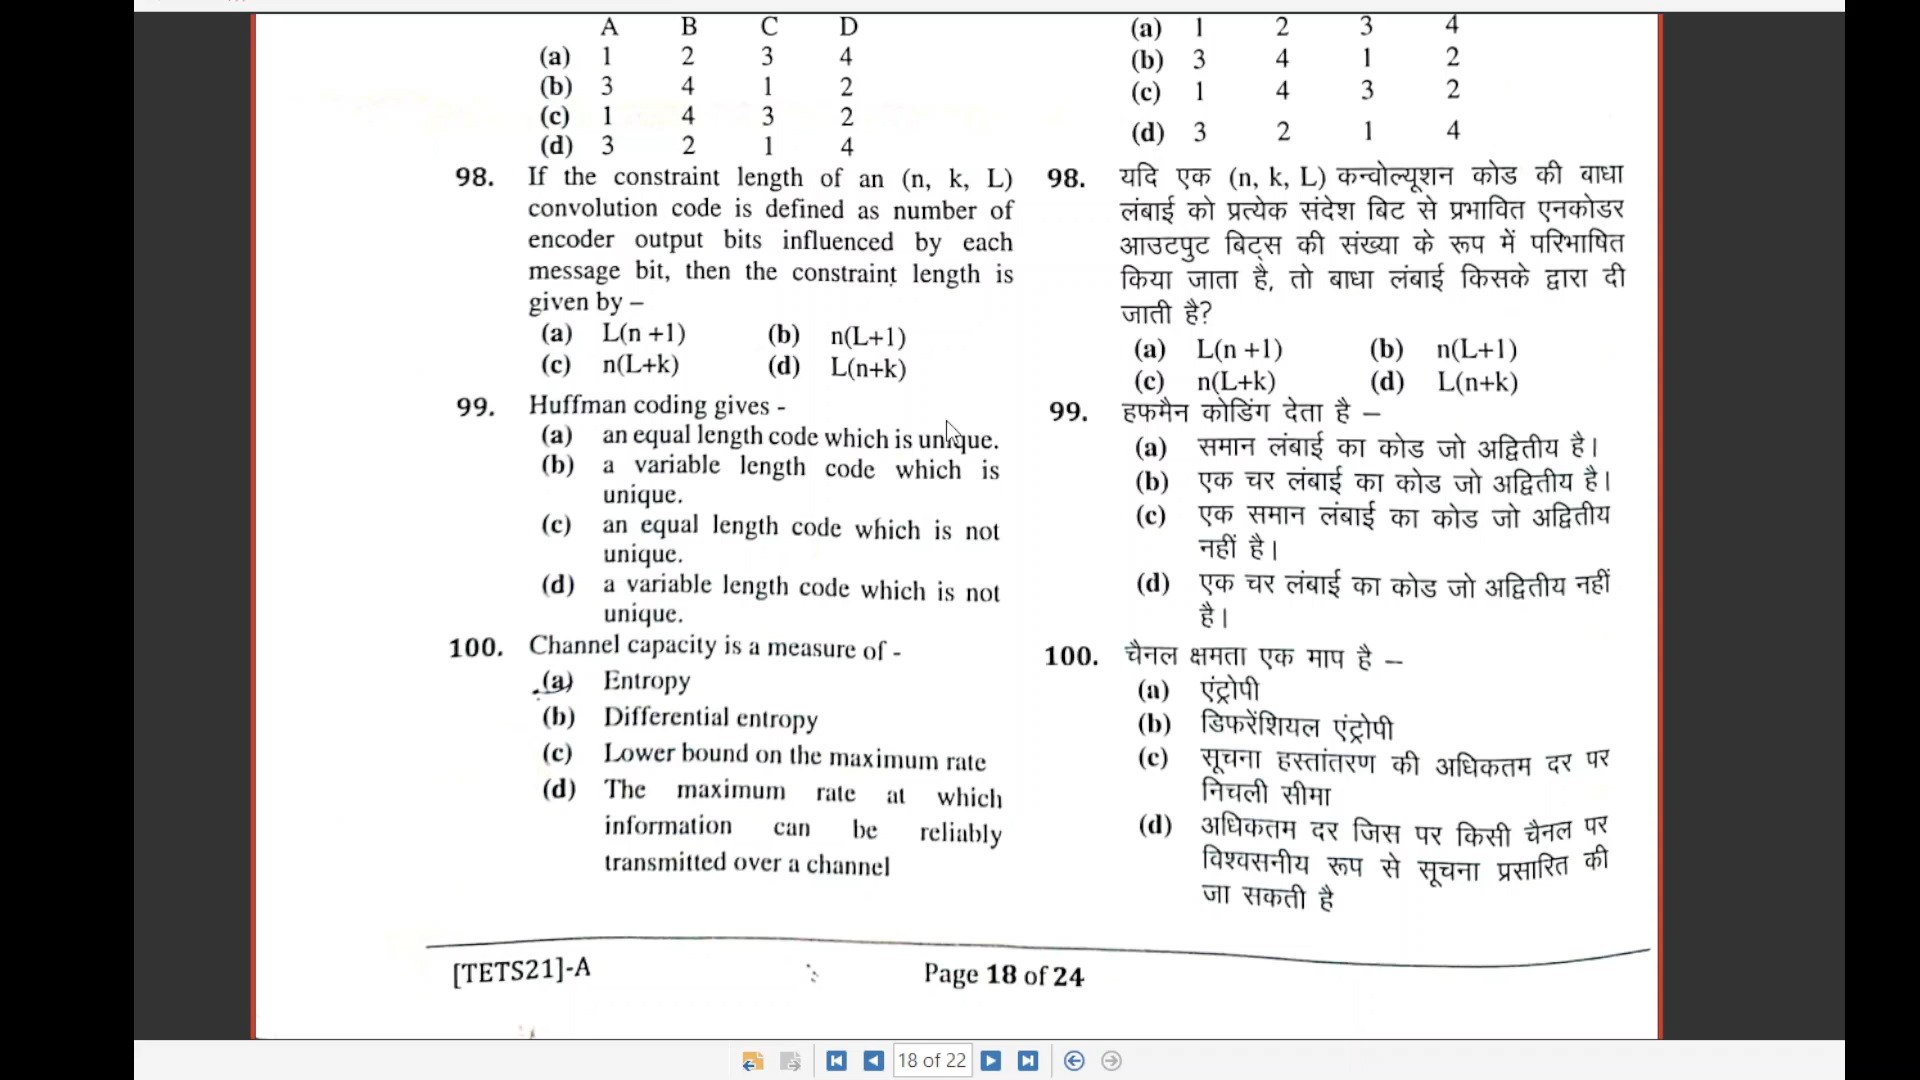 A B C D
(a) 1 2 3 4
(b) 3 4 1 2
(c) 1 4 3 2
(d) 3 2 1 4
98. If the constraint length of an (n, k, L)
convolution code is defined as number of
encoder output bits influenced by each
message bit, then the constraint length is
given by –
(a) L(n +1) (b) n(L+1)
(c) n(L+k) (d) L(n+k)
99. Huffman coding gives -
(a) an equal length code which is unique.
(b) a variable length code which is
unique.
(c) an equal length code which is not
unique.
(d) a variable length code which is not
unique.
100. Channel capacity is a measure of -
(a) Entropy
(b) Differential entropy
(c) Lower bound on the maximum rate
(d) The maximum rate at which
information can be reliably
transmitted over a channel
(a) 1 2 3 4
(b) 3 4 1 2
(c) 1 4 3 2
(d) 3 2 1 4
98. यदि एक (n, k, L) कन्वोल्यूशन कोड की बाधा
लंबाई को प्रत्येक संदेश बिट से प्रभावित एनकोडर
आउटपुट बिट्स की संख्या के रूप में परिभाषित
किया जाता है, तो बाधा लंबाई किसके द्वारा दी
जाती है?
(a) L(n +1) (b) n(L+1)
(c) n(L+k) (d) L(n+k)
99. हफमैन कोडिंग देता है –
(a) समान लंबाई का कोड जो अद्वितीय है।
(b) एक चर लंबाई का कोड जो अद्वितीय है।
(c) एक समान लंबाई का कोड जो अद्वितीय
नहीं है।
(d) एक चर लंबाई का कोड जो अद्वितीय नहीं
है।
100. चैनल क्षमता एक माप है –
(a) एंट्रोपी
(b) डिफरेंशियल एंट्रोपी
(c) सूचना हस्तांतरण की अधिकतम दर पर
निचली सीमा
(d) अधिकतम दर जिस पर किसी चैनल पर
विश्वसनीय रूप से सूचना प्रसारित की
जा सकती है
[TETS21]-A Page 18 of 24
18 of 22